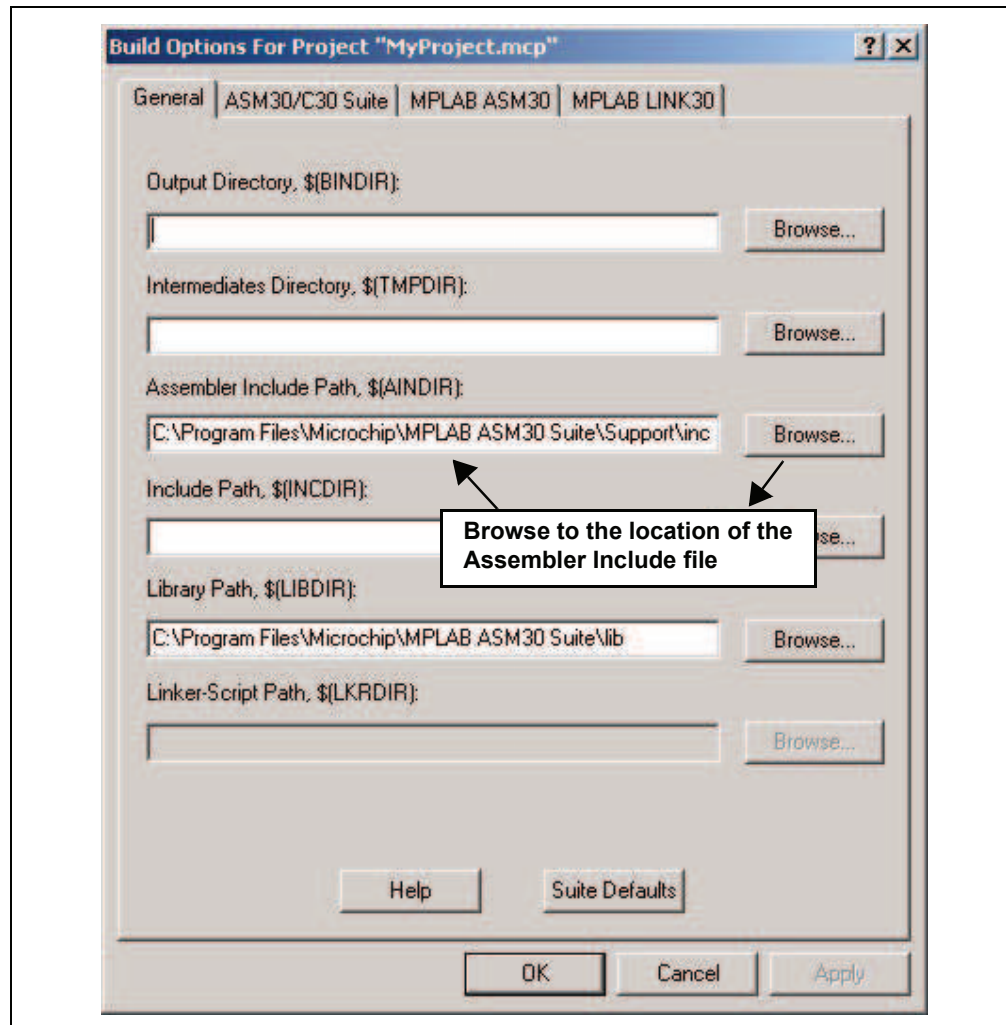 Build Options For Project "MyProject.mcp"
General ASM30/C30 Suite MPLAB ASM30 MPLAB LINK30
Output Directory, $(BINDIR):
Browse...
Intermediates Directory, $(TMPDIR):
Browse...
Assembler Include Path, $(AINDIR):
C:\Program Files\Microchip\MPLAB ASM30 Suite\Support\inc Browse...
Include Path, $(INCDIR):
Browse to the location of the
Assembler Include file
Library Path, $(LIBDIR):
C:\Program Files\Microchip\MPLAB ASM30 Suite\lib Browse...
Linker-Script Path, $(LKRDIR):
Browse...
Help Suite Defaults
OK Cancel Apply